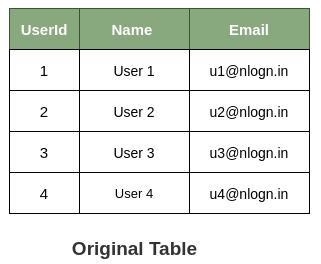 UserId Name Email
1 User 1 u1@nlogn.in
2 User 2 u2@nlogn.in
3 User 3 u3@nlogn.in
4 User 4 u4@nlogn.in
Original Table